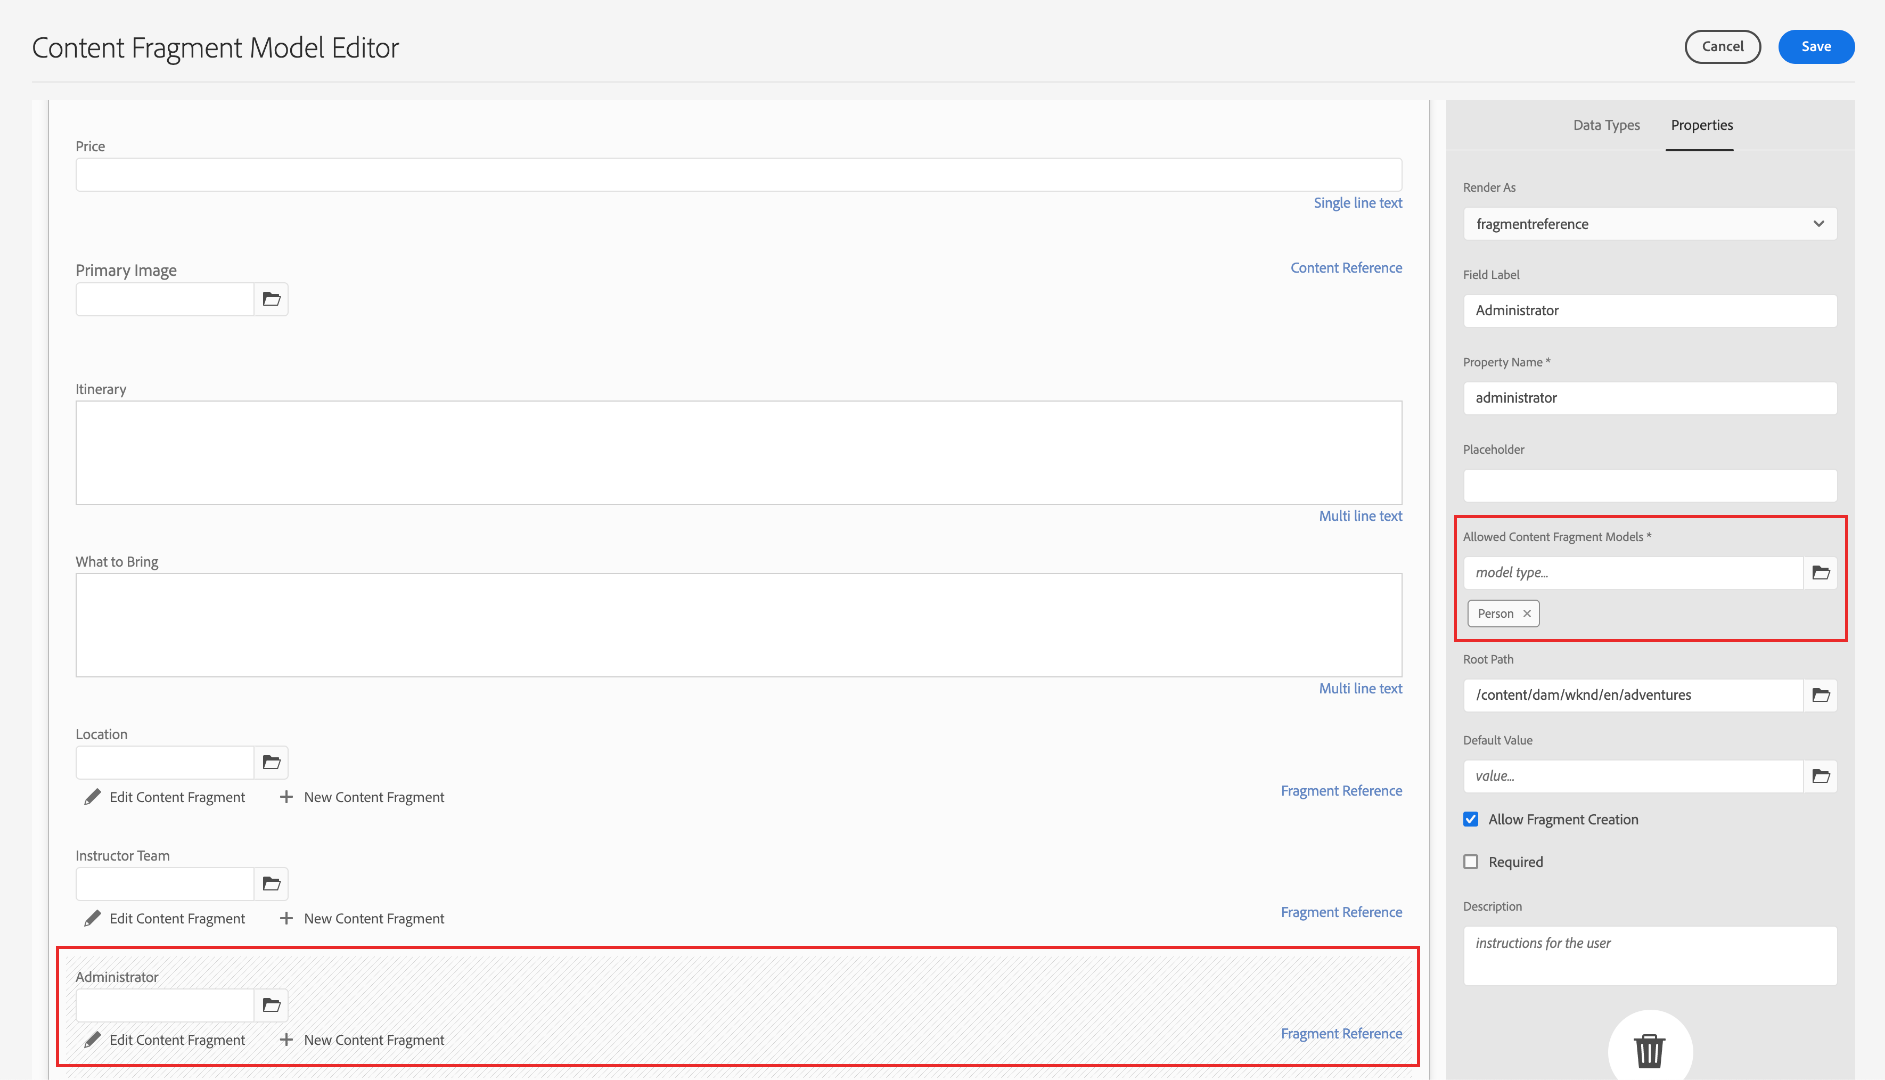 Content Fragment Model Editor
Cancel
Save
Price
Single line text
Primary Image
Content Reference
Itinerary
Multi line text
What to Bring
Multi line text
Location
Edit Content Fragment
New Content Fragment
Fragment Reference
Instructor Team
Edit Content Fragment
New Content Fragment
Fragment Reference
Administrator
Edit Content Fragment
New Content Fragment
Fragment Reference
Data Types
Properties
Render As
fragmentreference
Field Label
Administrator
Property Name *
administrator
Placeholder
Allowed Content Fragment Models *
model type...
Person ×
Root Path
/content/dam/wknd/en/adventures
Default Value
value...
Allow Fragment Creation
Required
Description
instructions for the user